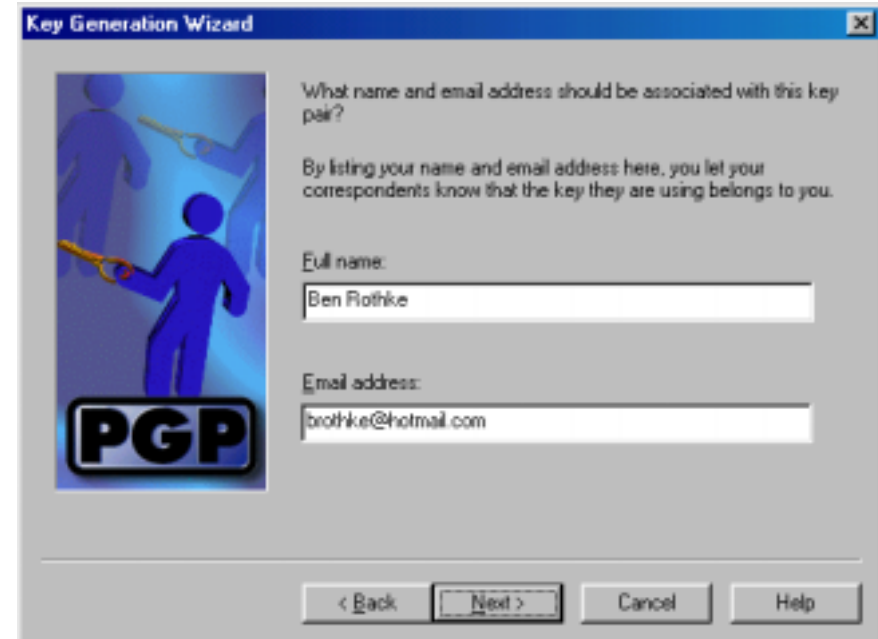 Key Generation Wizard
What name and email address should be associated with this key
pair?
By listing your name and email address here, you let your
correspondents know that the key they are using belongs to you.
Full name:
Ben Rothke
Email address:
brothke@hotmail.com
PGP
< Back
Next >
Cancel
Help